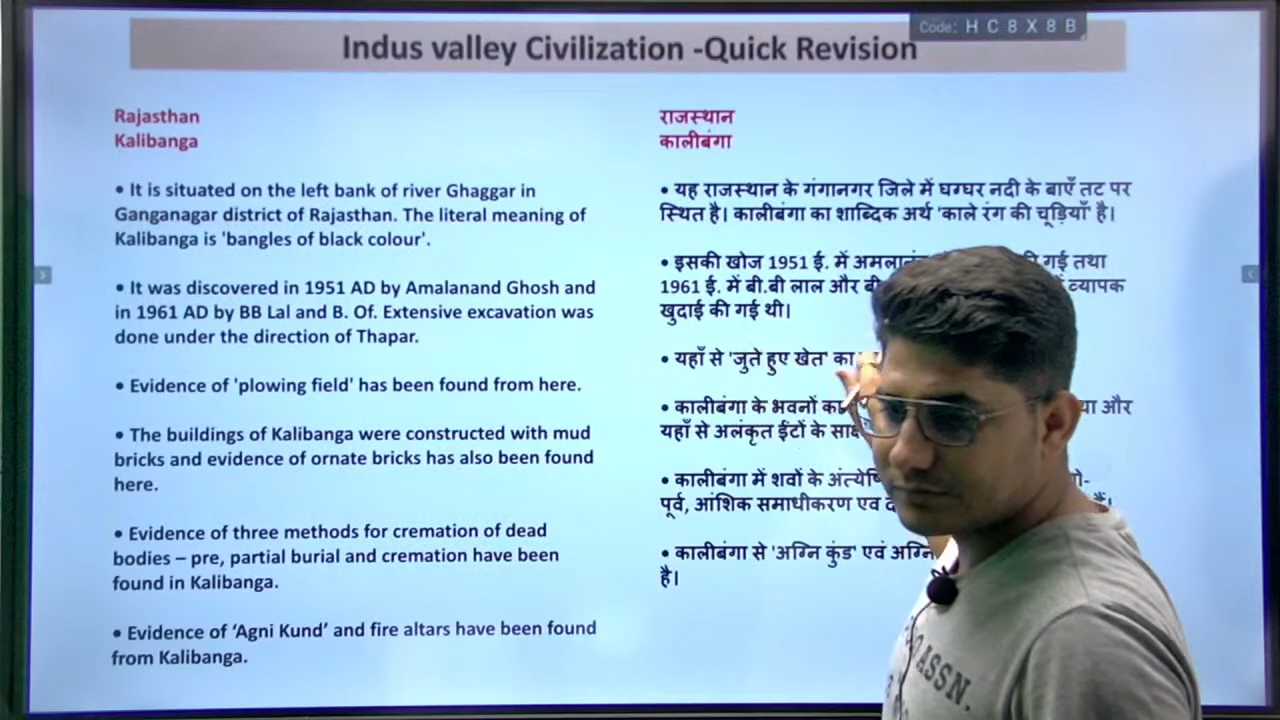 Code: H C 8 X 8 B
Indus valley Civilization -Quick Revision
Rajasthan
Kalibanga
• It is situated on the left bank of river Ghaggar in
Ganganagar district of Rajasthan. The literal meaning of
Kalibanga is 'bangles of black colour'.
• It was discovered in 1951 AD by Amalanand Ghosh and
in 1961 AD by BB Lal and B. Of. Extensive excavation was
done under the direction of Thapar.
• Evidence of 'plowing field' has been found from here.
• The buildings of Kalibanga were constructed with mud
bricks and evidence of ornate bricks has also been found
here.
• Evidence of three methods for cremation of dead
bodies – pre, partial burial and cremation have been
found in Kalibanga.
• Evidence of ‘Agni Kund’ and fire altars have been found
from Kalibanga.
राजस्थान
कालीबंगा
• यह राजस्थान के गंगानगर जिले में घग्घर नदी के बाएँ तट पर
स्थित है। कालीबंगा का शाब्दिक अर्थ 'काले रंग की चूड़ियाँ' है।
• इसकी खोज 1951 ई. में गई तथा
1961 ई. में बी.बी लाल और व्यापक
खुदाई की गई थी।
• यहाँ से 'जुते हुए खेत' का
• कालीबंगा के भवनों का और
यहाँ से अलंकृत ईंटों के
• कालीबंगा में शवों के
पूर्व, आंशिक समाधीकरण एव
• कालीबंगा से 'अग्नि कुंड' एवं
है।
ASSN.